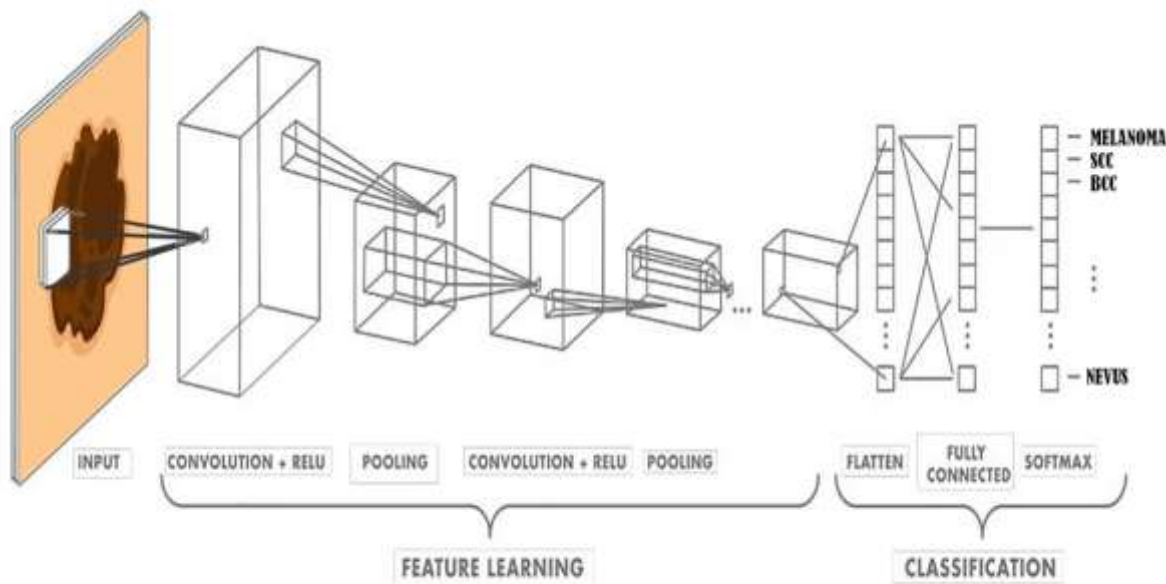 MELANOMA
SCC
BCC
NEVUS
INPUT
CONVOLUTION + RELU
POOLING
CONVOLUTION + RELU
POOLING
FLATTEN
FULLY
CONNECTED
SOFTMAX
FEATURE LEARNING
CLASSIFICATION